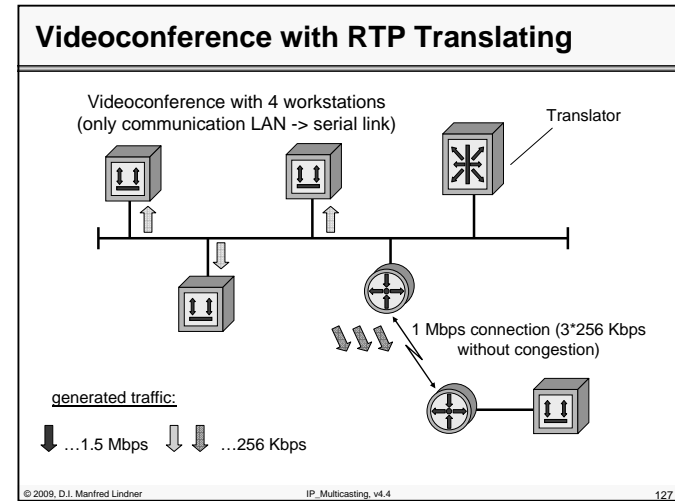 Videoconference with RTP Translating
Videoconference with 4 workstations
(only communication LAN -> serial link)
Translator
1 Mbps connection (3*256 Kbps
without congestion)
generated traffic:
…1.5 Mbps …256 Kbps
© 2009, D.I. Manfred Lindner IP_Multicasting, v4.4 127